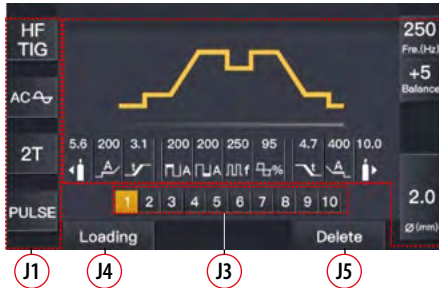 HF
TIG
250
Fre.(Hz)
+5
Balance
AC
5.6 200 3.1 200 200 250 95 4.7 400 10.0
A A A f % A
2T
1 2 3 4 5 6 7 8 9 10
PULSE
2.0
Ø(mm)
Loading Delete
J1 J4 J3 J5